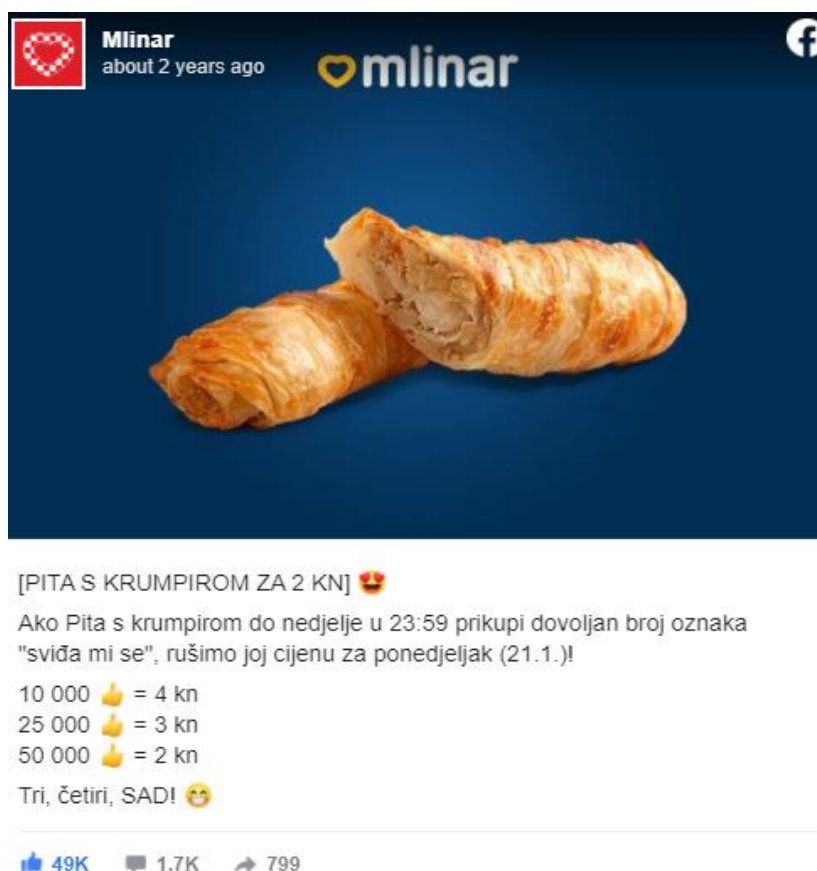 Mlinar
about 2 years ago
mlinar
[PITA S KRUMPIROM ZA 2 KN] 😍
Ako Pita s krumpirom do nedjelje u 23:59 prikupi dovoljan broj oznaka
"sviđa mi se", rušimo joj cijenu za ponedjeljak (21.1.)!
10 000 👍 = 4 kn
25 000 👍 = 3 kn
50 000 👍 = 2 kn
Tri, četiri, SAD! 😁
49K 1.7K 799